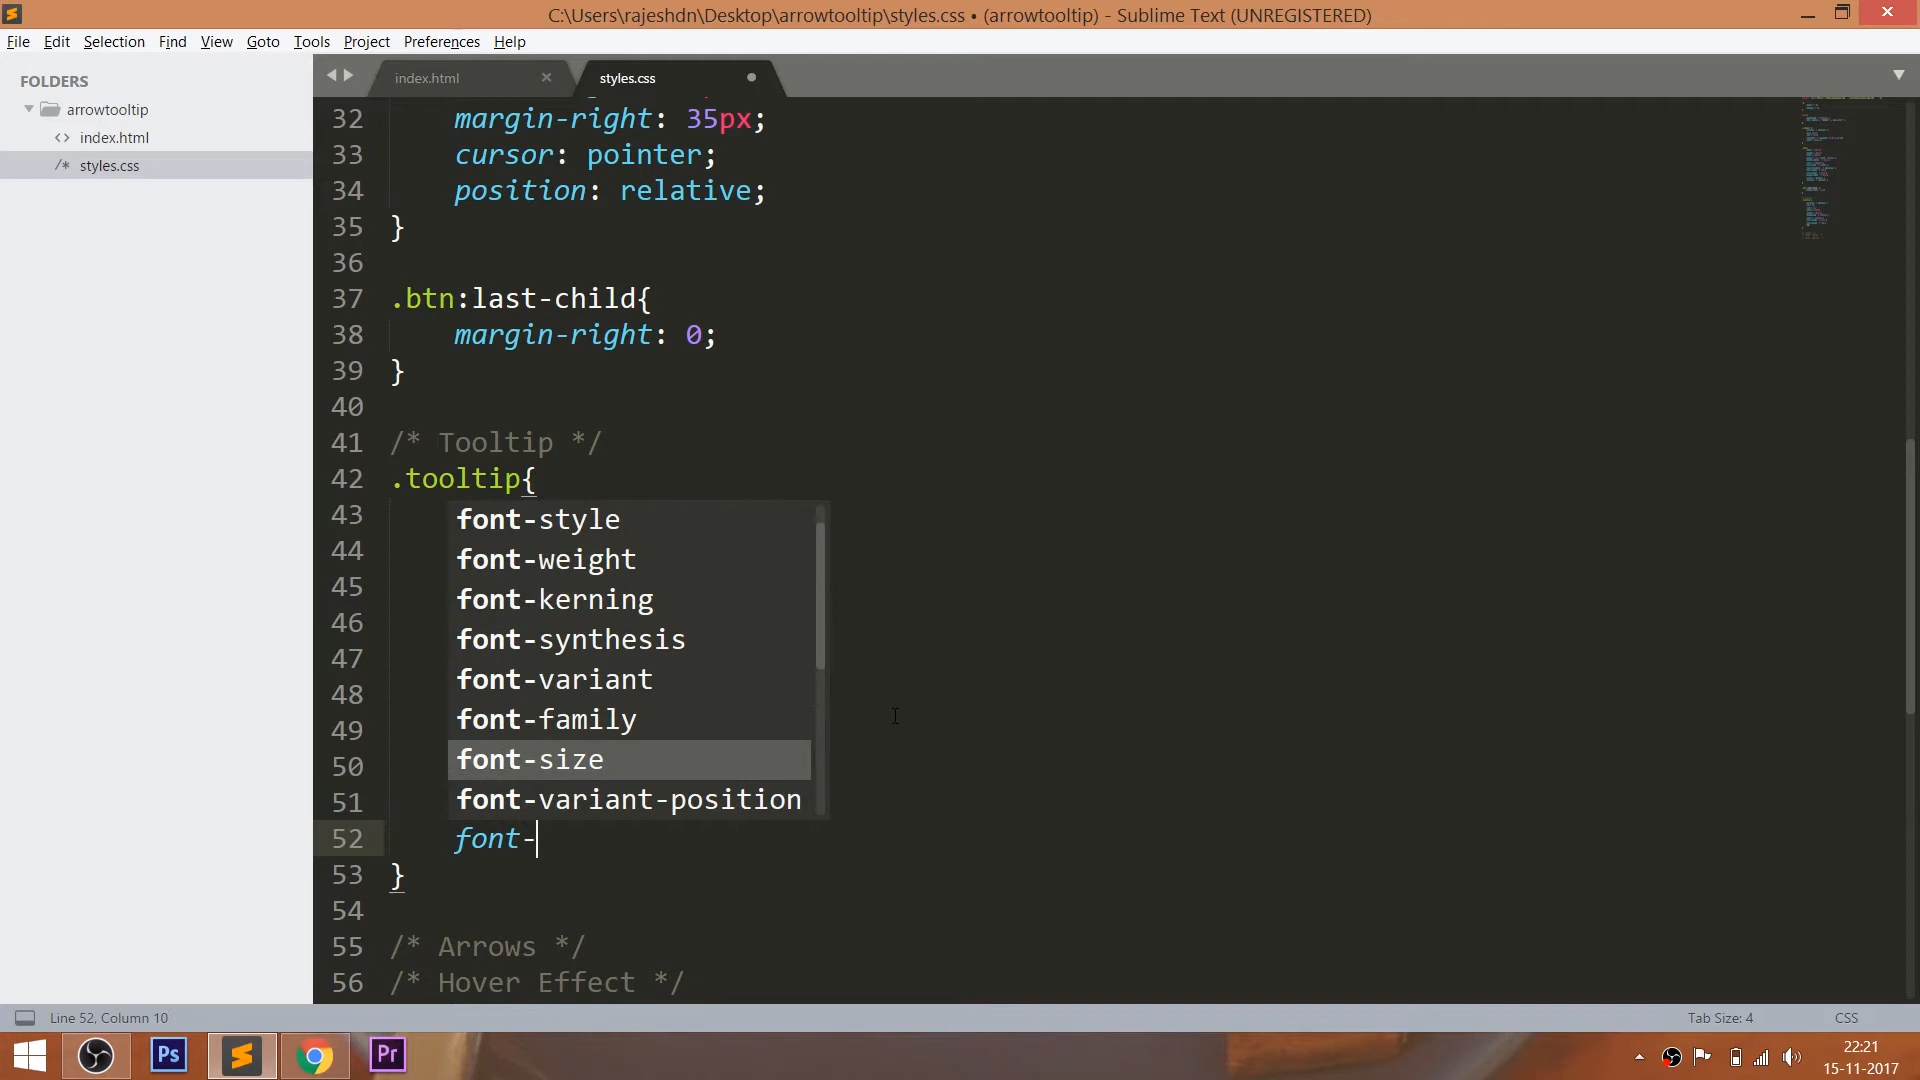 C:\Users\rajeshdn\Desktop\arrowtooltip\styles.css • (arrowtooltip) - Sublime Text (UNREGISTERED)
File Edit Selection Find View Goto Tools Project Preferences Help
FOLDERS
arrowtooltip
<> index.html
/* styles.css
index.html
styles.css
32 margin-right: 35px;
33 cursor: pointer;
34 position: relative;
35 }
36
37 .btn:last-child{
38 margin-right: 0;
39 }
40
41 /* Tooltip */
42 .tooltip{
43 font-style
44 font-weight
45 font-kerning
46 font-synthesis
47 font-variant
48
49 font-family
50 font-size
51 font-variant-position
52 font-
53 }
54
55 /* Arrows */
56 /* Hover Effect */
Line 52, Column 10
Tab Size: 4
CSS
Ps
Pr
22:21
15-11-2017